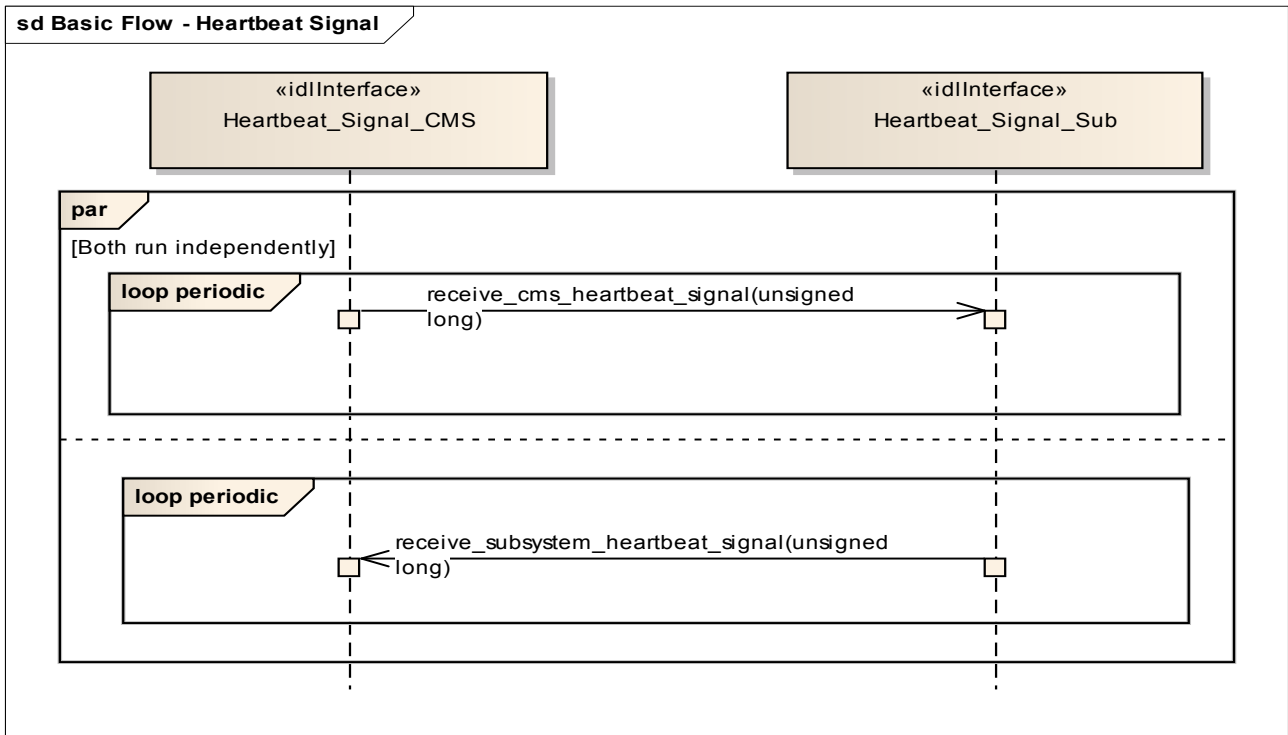 sd Basic Flow - Heartbeat Signal
«idlInterface»
Heartbeat_Signal_CMS
«idlInterface»
Heartbeat_Signal_Sub
par
[Both run independently]
loop periodic
receive_cms_heartbeat_signal(unsigned
long)
loop periodic
receive_subsystem_heartbeat_signal(unsigned
long)